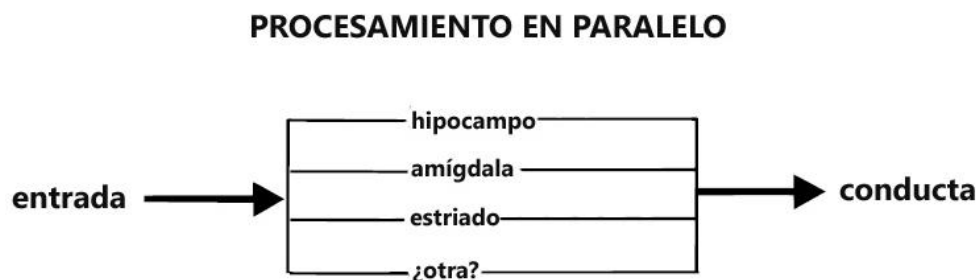 PROCESAMIENTO EN PARALELO
entrada
hipocampo
amígdala
estriado
¿otra?
conducta